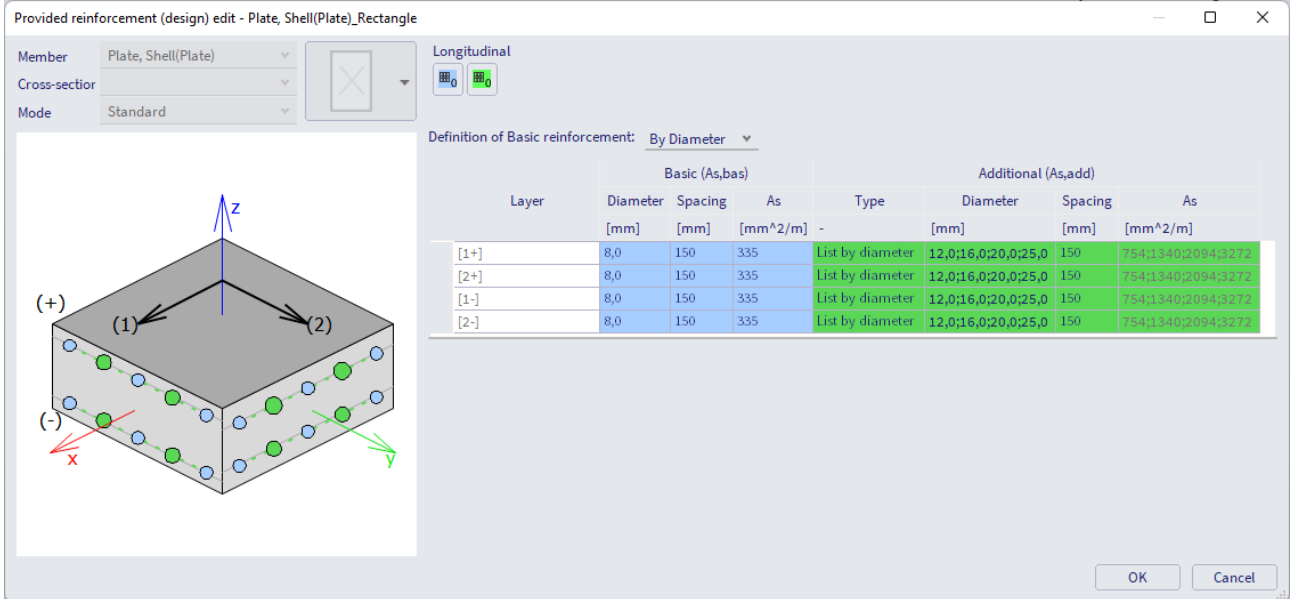 Provided reinforcement (design) edit - Plate, Shell(Plate)_Rectangle
Member Plate, Shell(Plate)
Cross-section
Mode Standard
Longitudinal
0 0
Definition of Basic reinforcement: By Diameter
Basic (As,bas) Additional (As,add)
Layer Diameter Spacing As Type Diameter Spacing As
[mm] [mm] [mm^2/m] - [mm] [mm] [mm^2/m]
[1+] 8,0 150 335 List by diameter 12,0;16,0;20,0;25,0 150 754;1340;2094;3272
[2+] 8,0 150 335 List by diameter 12,0;16,0;20,0;25,0 150 754;1340;2094;3272
[1-] 8,0 150 335 List by diameter 12,0;16,0;20,0;25,0 150 754;1340;2094;3272
[2-] 8,0 150 335 List by diameter 12,0;16,0;20,0;25,0 150 754;1340;2094;3272
z
(+)
(1) (2)
(-)
x y
OK Cancel